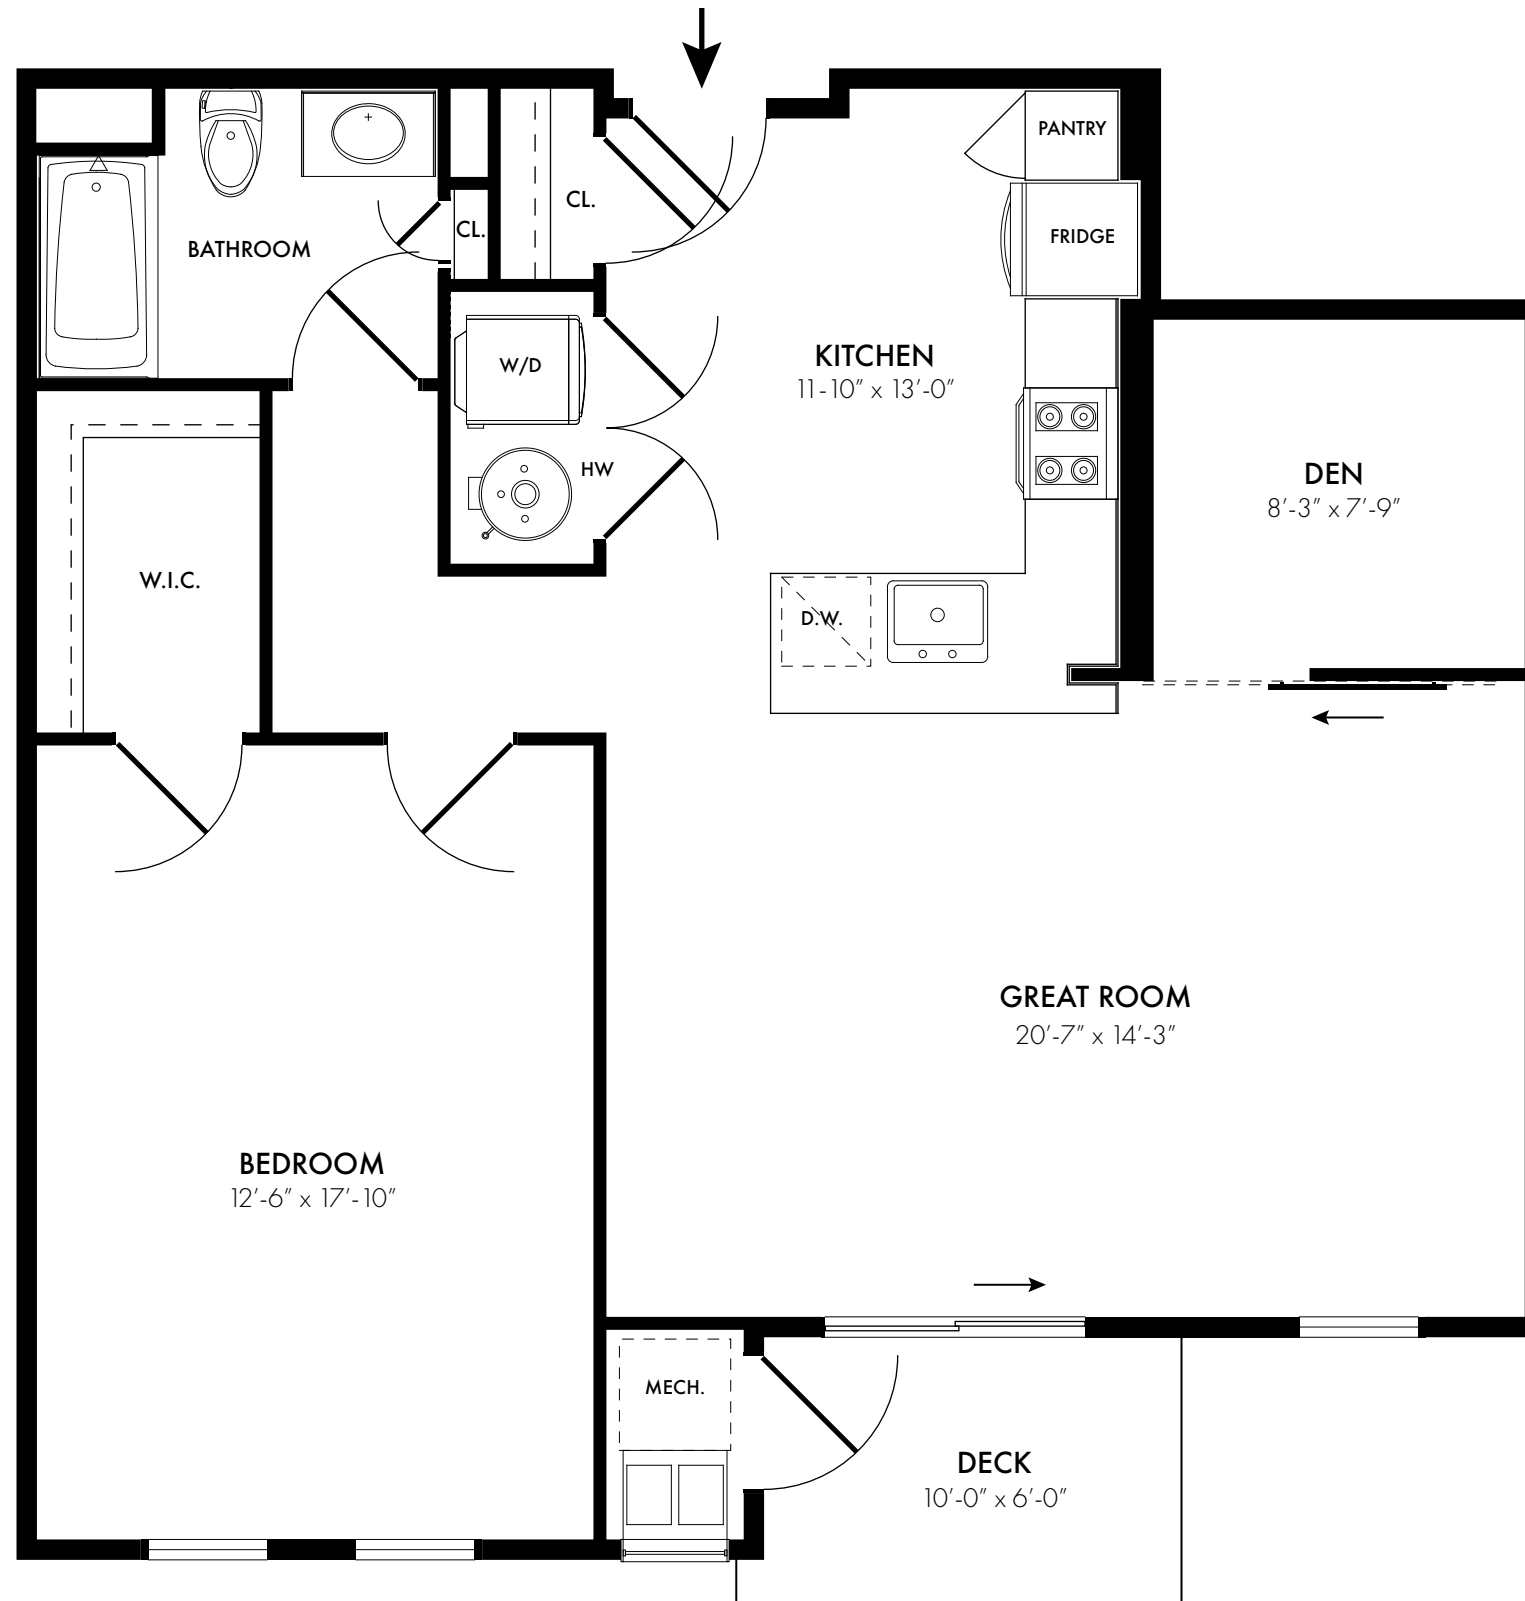 PANTRY
CL.
CL.
FRIDGE
BATHROOM
KITCHEN
11-10” x 13’-0”
W/D
HW
DEN
8’-3” x 7’-9”
W.I.C.
D.W.
GREAT ROOM
20’-7” x 14’-3”
BEDROOM
12’-6” x 17’-10”
MECH.
DECK
10’-0” x 6’-0”